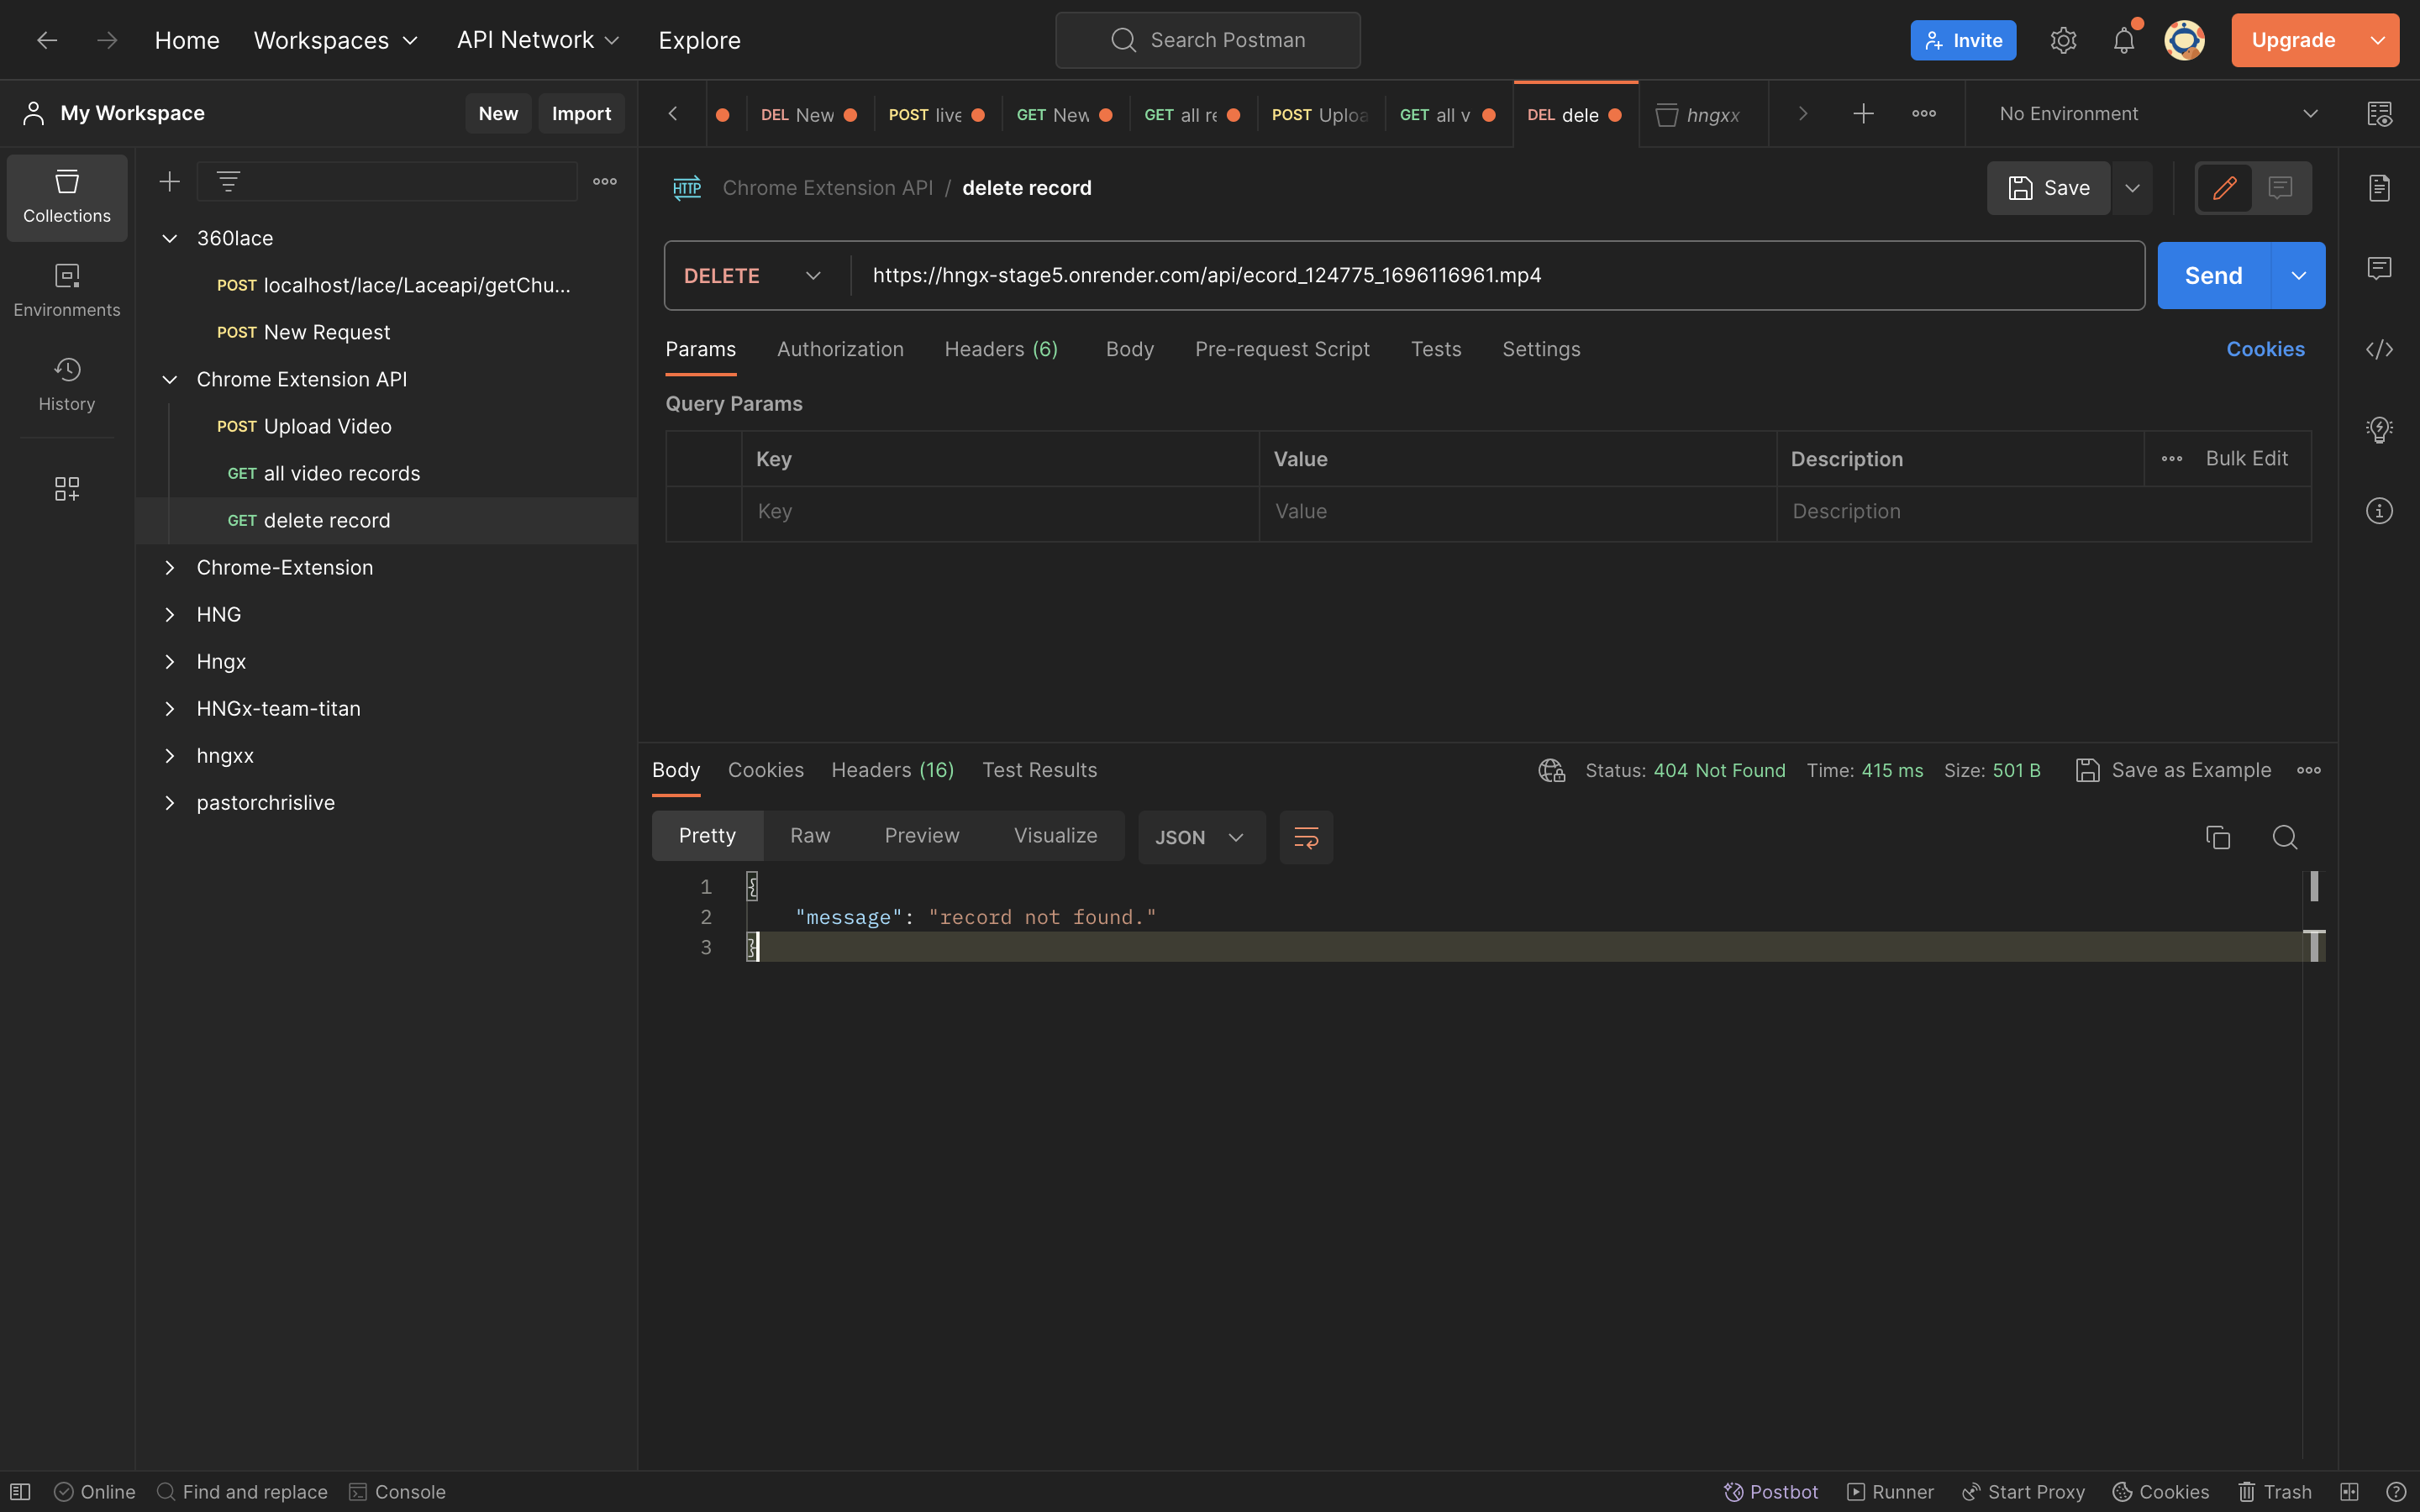 Home Workspaces API Network Explore Search Postman Invite Upgrade
My Workspace New Import
DEL New POST live GET New GET all re POST Uploa GET all v DEL dele hngxx No Environment
Collections
Environments
History
360lace
POST localhost/lace/Laceapi/getChu...
POST New Request
Chrome Extension API
POST Upload Video
GET all video records
GET delete record
Chrome-Extension
HNG
Hngx
HNGx-team-titan
hngxx
pastorchrislive
HTTP Chrome Extension API / delete record Save
DELETE https://hngx-stage5.onrender.com/api/ecord_124775_1696116961.mp4 Send
Params Authorization Headers (6) Body Pre-request Script Tests Settings Cookies
Query Params
Key Value Description Bulk Edit
Key Value Description
Body Cookies Headers (16) Test Results Status: 404 Not Found Time: 415 ms Size: 501 B Save as Example
Pretty Raw Preview Visualize JSON
1 {
2 "message": "record not found."
3 }
Online Find and replace Console Postbot Runner Start Proxy Cookies Trash